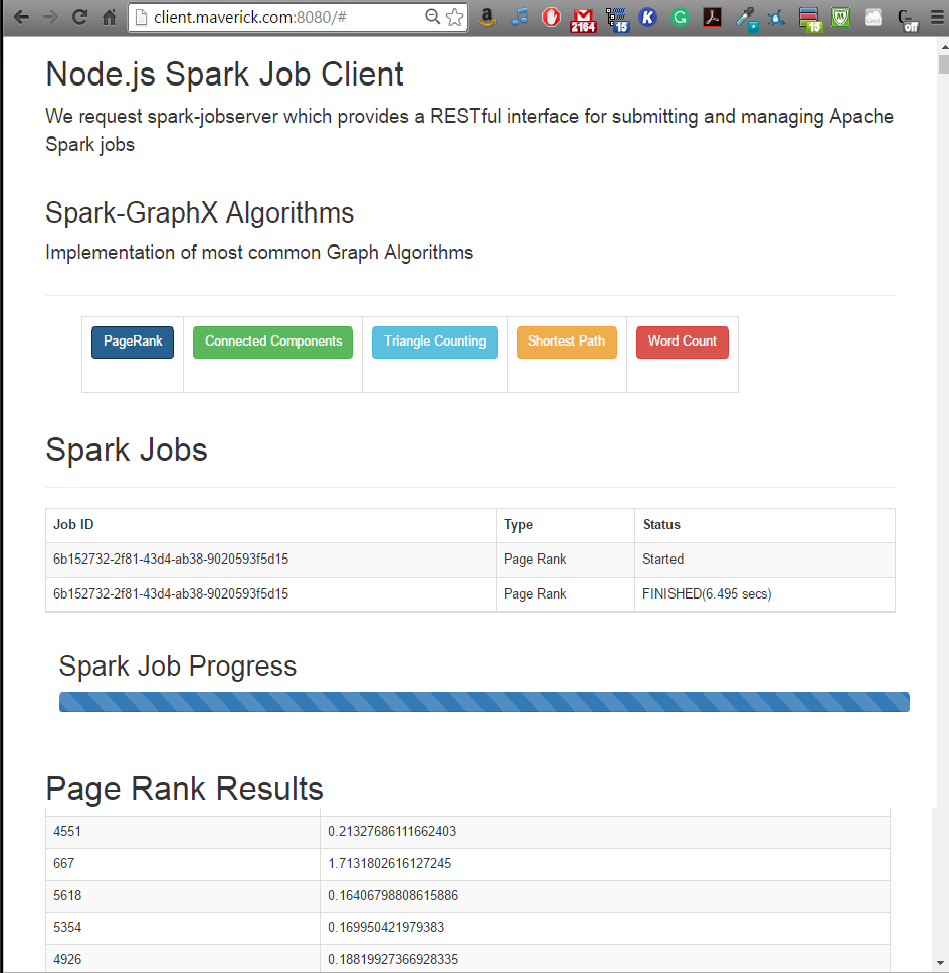 client.maverick.com:8080/#
2164
15
15
off
Node.js Spark Job Client
We request spark-jobserver which provides a RESTful interface for submitting and managing Apache
Spark jobs
Spark-GraphX Algorithms
Implementation of most common Graph Algorithms
PageRank Connected Components Triangle Counting Shortest Path Word Count
Spark Jobs
Job ID Type Status
6b152732-2f81-43d4-ab38-9020593f5d15 Page Rank Started
6b152732-2f81-43d4-ab38-9020593f5d15 Page Rank FINISHED(6.495 secs)
Spark Job Progress
Page Rank Results
4551 0.21327686111662403
667 1.7131802616127245
5618 0.16406798808615886
5354 0.169950421979383
4926 0.18819927366928335